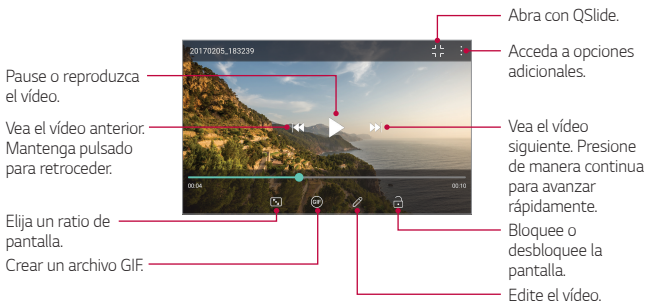 Abra con QSlide.
20170205_183239
Acceda a opciones
adicionales.
Pause o reproduzca
el vídeo.
Vea el vídeo anterior.
Mantenga pulsado
para retroceder.
Vea el vídeo
siguiente. Presione
de manera continua
para avanzar
rápidamente.
00:04
00:10
GIF
Elija un ratio de
pantalla.
Crear un archivo GIF.
Bloquee o
desbloquee la
pantalla.
Edite el vídeo.